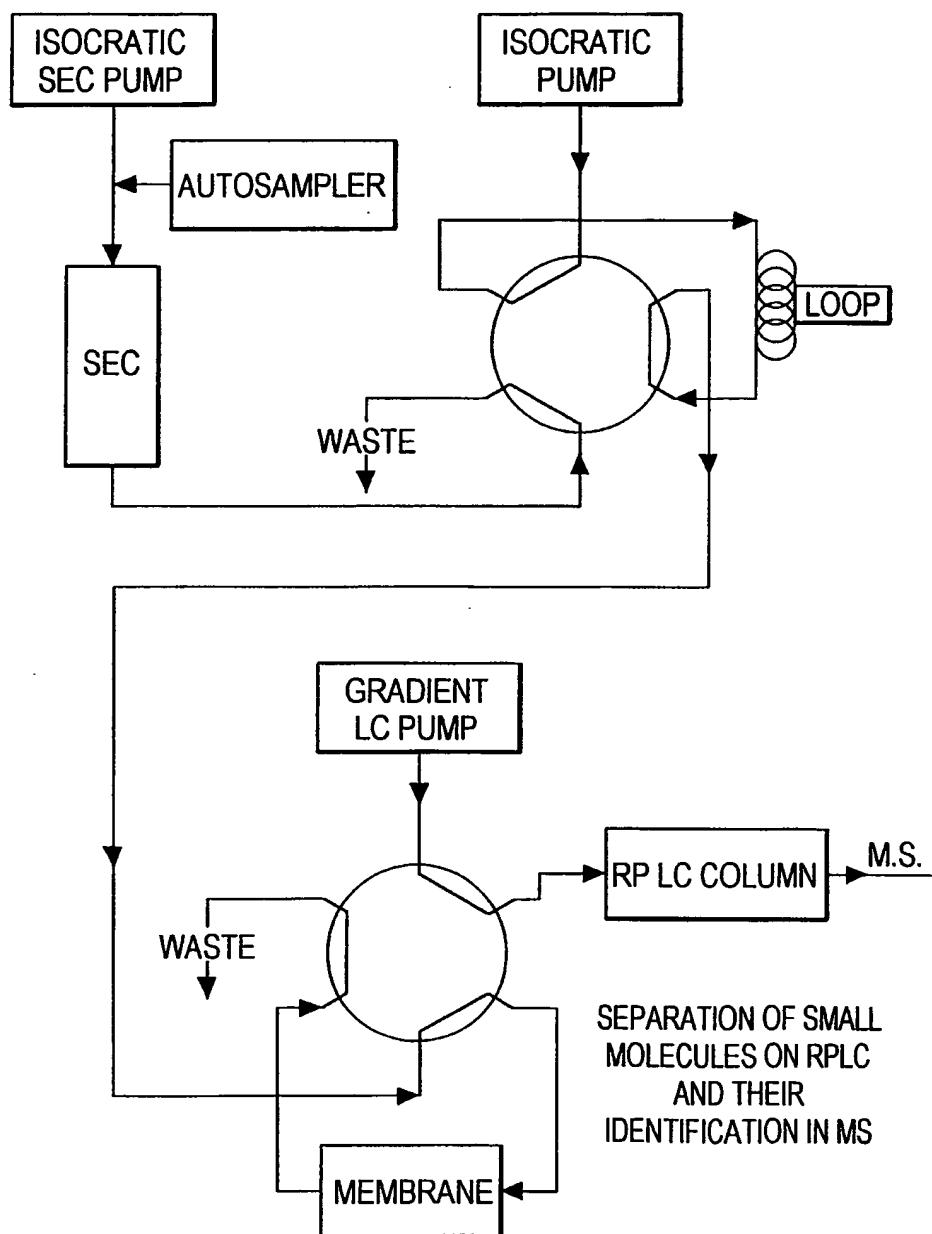 ISOCRATIC
SEC PUMP
ISOCRATIC
PUMP
AUTOSAMPLER
SEC
LOOP
WASTE
GRADIENT
LC PUMP
RP LC COLUMN
M.S.
WASTE
SEPARATION OF SMALL
MOLECULES ON RPLC
AND THEIR
IDENTIFICATION IN MS
MEMBRANE